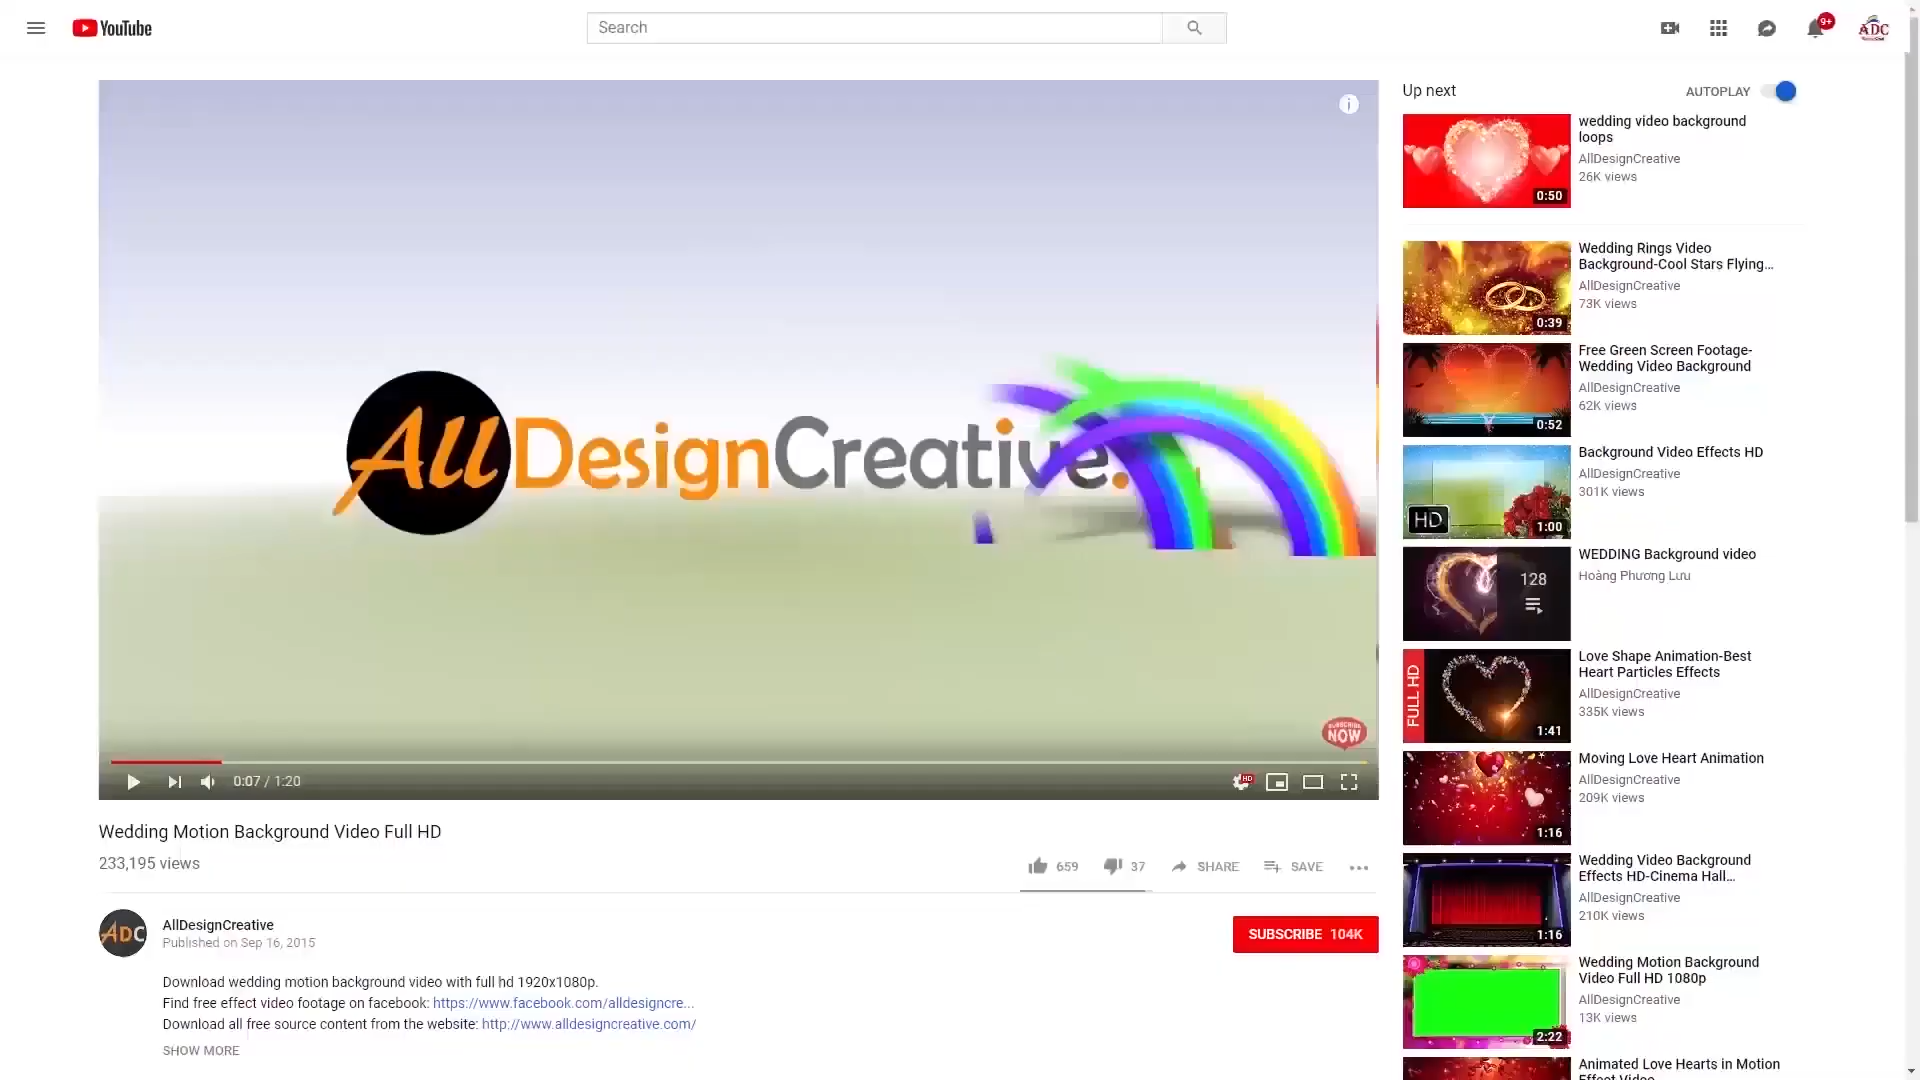 YouTube
Search
9+
ADC
AllDesignCreative.
SUBSCRIBE
NOW
0:07 / 1:20
HD
Wedding Motion Background Video Full HD
233,195 views
659
37
SHARE
SAVE
ADC
AllDesignCreative
Published on Sep 16, 2015
SUBSCRIBE 104K
Download wedding motion background video with full hd 1920x1080p.
Find free effect video footage on facebook: https://www.facebook.com/alldesigncre...
Download all free source content from the website: http://www.alldesigncreative.com/
SHOW MORE
Up next
AUTOPLAY
0:50
wedding video background
loops
AllDesignCreative
26K views
0:39
Wedding Rings Video
Background-Cool Stars Flying...
AllDesignCreative
73K views
0:52
Free Green Screen Footage-
Wedding Video Background
AllDesignCreative
62K views
HD
1:00
Background Video Effects HD
AllDesignCreative
301K views
128
WEDDING Background video
Hoàng Phương Lưu
FULL HD
1:41
Love Shape Animation-Best
Heart Particles Effects
AllDesignCreative
335K views
1:16
Moving Love Heart Animation
AllDesignCreative
209K views
1:16
Wedding Video Background
Effects HD-Cinema Hall...
AllDesignCreative
210K views
2:22
Wedding Motion Background
Video Full HD 1080p
AllDesignCreative
13K views
Animated Love Hearts in Motion
Effect Video